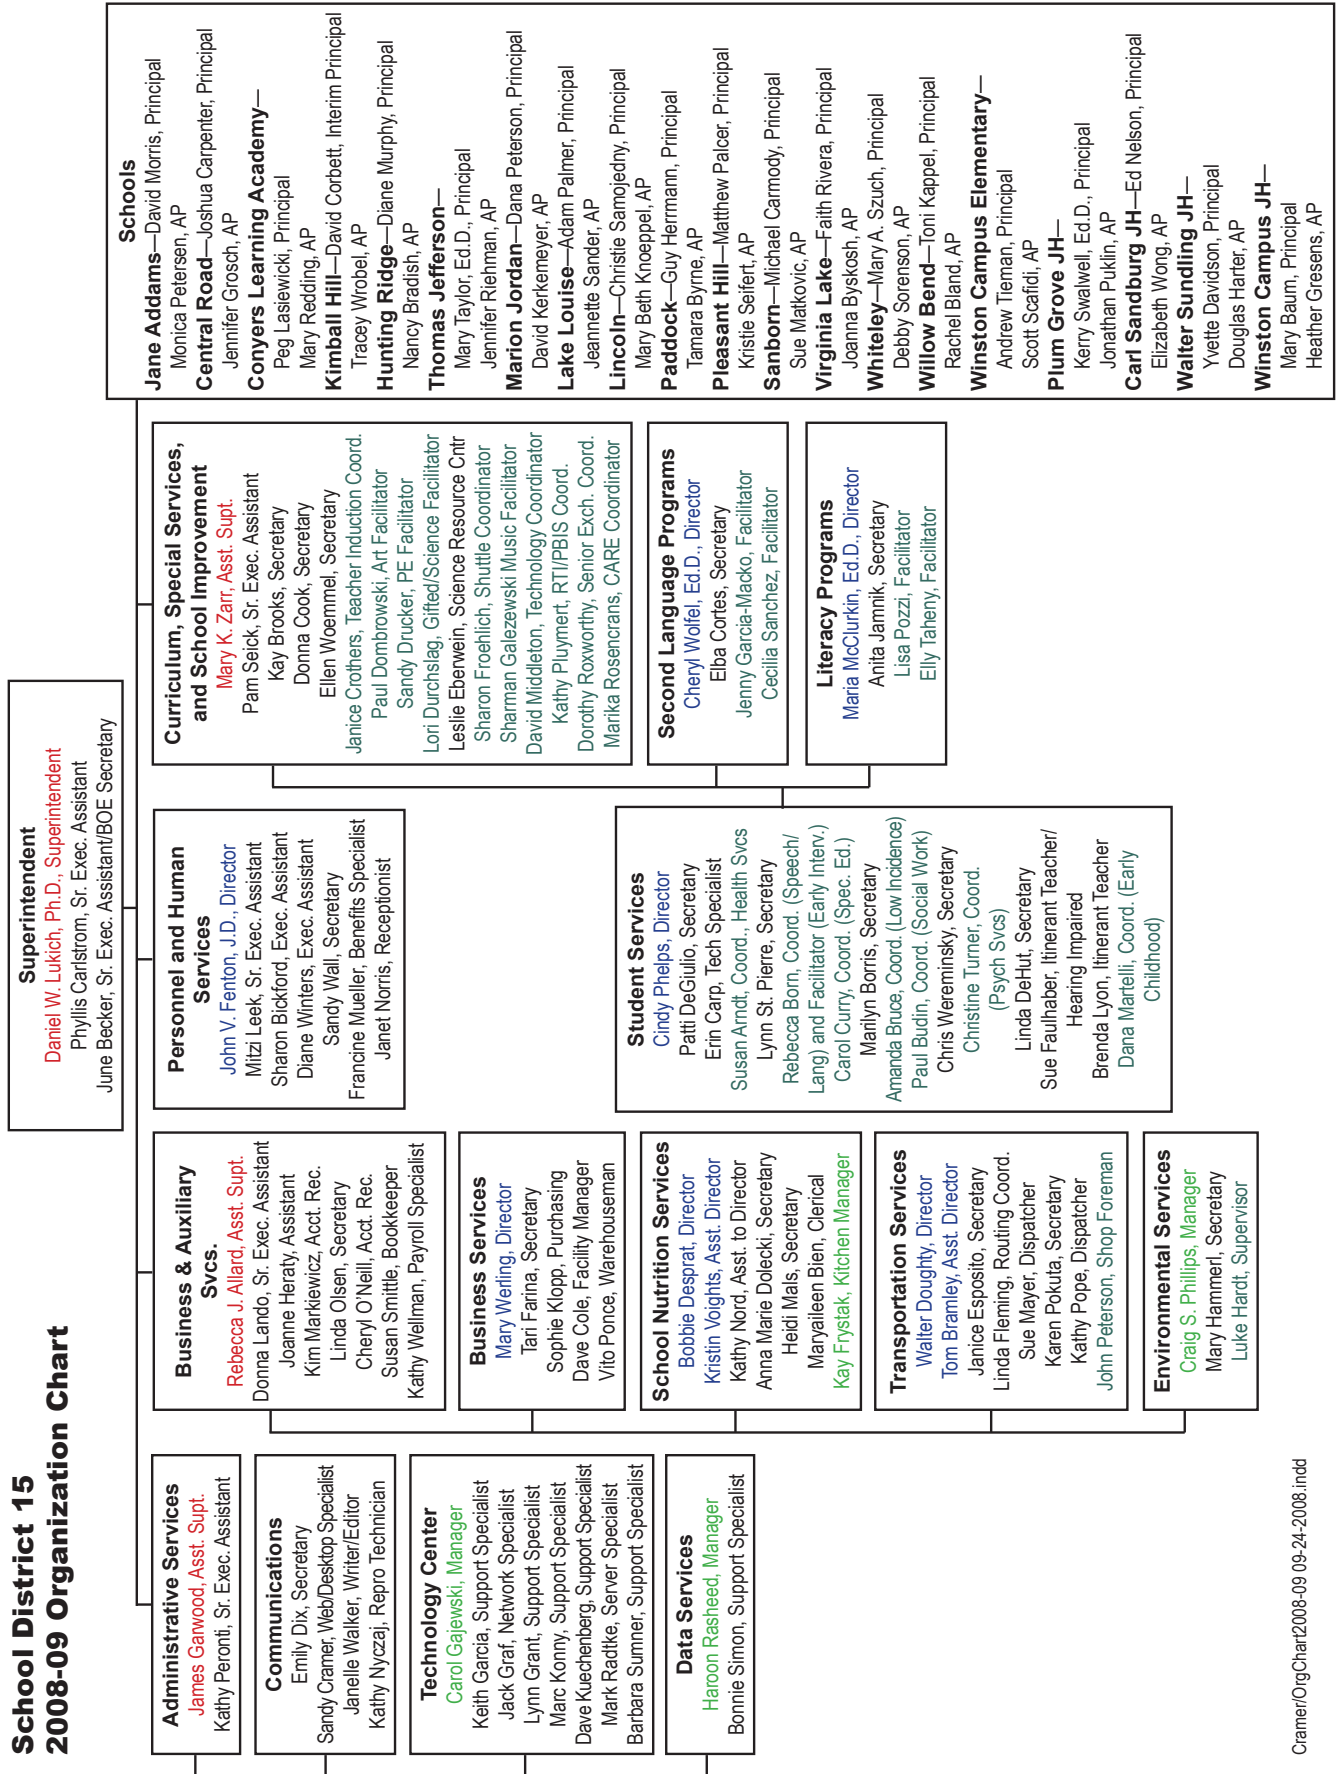 School District 15
2008-09 Organization Chart
Superintendent
Daniel W. Lukich, Ph.D., Superintendent
Phyllis Carlstrom, Sr. Exec. Assistant
June Becker, Sr. Exec. Assistant/BOE Secretary
Administrative Services
James Garwood, Asst. Supt.
Kathy Peronti, Sr. Exec. Assistant
Communications
Emily Dix, Secretary
Sandy Cramer, Web/Desktop Specialist
Janelle Walker, Writer/Editor
Kathy Nyczaj, Repro Technician
Technology Center
Carol Gajewski, Manager
Keith Garcia, Support Specialist
Jack Graf, Network Specialist
Lynn Grant, Support Specialist
Marc Konny, Support Specialist
Dave Kuechenberg, Support Specialist
Mark Radtke, Server Specialist
Barbara Sumner, Support Specialist
Data Services
Haroon Rasheed, Manager
Bonnie Simon, Support Specialist
Business & Auxiliary
Svcs.
Rebecca J. Allard, Asst. Supt.
Donna Lando, Sr. Exec. Assistant
Joanne Heraty, Assistant
Kim Markiewicz, Acct. Rec.
Linda Olsen, Secretary
Cheryl O'Neill, Acct. Rec.
Susan Smittle, Bookkeeper
Kathy Wellman, Payroll Specialist
Business Services
Mary Werling, Director
Tari Farina, Secretary
Sophie Klopp, Purchasing
Dave Cole, Facility Manager
Vito Ponce, Warehouseman
School Nutrition Services
Bobbie Desprat, Director
Kristin Voights, Asst. Director
Kathy Nord, Asst. to Director
Anna Marie Dolecki, Secretary
Heidi Mals, Secretary
Maryaileen Bien, Clerical
Kay Frystak, Kitchen Manager
Transportation Services
Walter Doughty, Director
Tom Bramley, Asst. Director
Janice Esposito, Secretary
Linda Fleming, Routing Coord.
Sue Mayer, Dispatcher
Karen Pokuta, Secretary
Kathy Pope, Dispatcher
John Peterson, Shop Foreman
Environmental Services
Craig S. Phillips, Manager
Mary Hammerl, Secretary
Luke Hardt, Supervisor
Personnel and Human
Services
John V. Fenton, J.D., Director
Mitzi Leek, Sr. Exec. Assistant
Sharon Bickford, Exec. Assistant
Diane Winters, Exec. Assistant
Sandy Wall, Secretary
Francine Mueller, Benefits Specialist
Janet Norris, Receptionist
Student Services
Cindy Phelps, Director
Patti DeGiulio, Secretary
Erin Carp, Tech Specialist
Susan Arndt, Coord., Health Svcs
Lynn St. Pierre, Secretary
Rebecca Born, Coord. (Speech/
Lang) and Facilitator (Early Interv.)
Carol Curry, Coord. (Spec. Ed.)
Marilyn Borris, Secretary
Amanda Bruce, Coord. (Low Incidence)
Paul Budin, Coord. (Social Work)
Chris Wereminsky, Secretary
Christine Turner, Coord.
(Psych Svcs)
Linda DeHut, Secretary
Sue Faulhaber, Itinerant Teacher/
Hearing Impaired
Brenda Lyon, Itinerant Teacher
Dana Martelli, Coord. (Early
Childhood)
Curriculum, Special Services,
and School Improvement
Mary K. Zarr, Asst. Supt.
Pam Seick, Sr. Exec. Assistant
Kay Brooks, Secretary
Donna Cook, Secretary
Ellen Woemmel, Secretary
Janice Crothers, Teacher Induction Coord.
Paul Dombrowski, Art Facilitator
Sandy Drucker, PE Facilitator
Lori Durchslag, Gifted/Science Facilitator
Leslie Eberwein, Science Resource Cntr
Sharon Froehlich, Shuttle Coordinator
Sharman Galezewski Music Facilitator
David Middleton, Technology Coordinator
Kathy Pluymert, RTI/PBIS Coord.
Dorothy Roxworthy, Senior Exch. Coord.
Marika Rosencrans, CARE Coordinator
Second Language Programs
Cheryl Wolfel, Ed.D., Director
Elba Cortes, Secretary
Jenny Garcia-Macko, Facilitator
Cecilia Sanchez, Facilitator
Literacy Programs
Maria McClurkin, Ed.D., Director
Anita Jamnik, Secretary
Lisa Pozzi, Facilitator
Elly Taheny, Facilitator
Schools
Jane Addams—David Morris, Principal
Monica Petersen, AP
Central Road—Joshua Carpenter, Principal
Jennifer Grosch, AP
Conyers Learning Academy—
Peg Lasiewicki, Principal
Mary Redding, AP
Kimball Hill—David Corbett, Interim Principal
Tracey Wrobel, AP
Hunting Ridge—Diane Murphy, Principal
Nancy Bradish, AP
Thomas Jefferson—
Mary Taylor, Ed.D., Principal
Jennifer Riehman, AP
Marion Jordan—Dana Peterson, Principal
David Kerkemeyer, AP
Lake Louise—Adam Palmer, Principal
Jeannette Sander, AP
Lincoln—Christie Samojedny, Principal
Mary Beth Knoeppel, AP
Paddock—Guy Herrmann, Principal
Tamara Byrne, AP
Pleasant Hill—Matthew Palcer, Principal
Kristie Seifert, AP
Sanborn—Michael Carmody, Principal
Sue Matkovic, AP
Virginia Lake—Faith Rivera, Principal
Joanna Byskosh, AP
Whiteley—Mary A. Szuch, Principal
Debby Sorenson, AP
Willow Bend—Toni Kappel, Principal
Rachel Bland, AP
Winston Campus Elementary—
Andrew Tieman, Principal
Scott Scafidi, AP
Plum Grove JH—
Kerry Swalwell, Ed.D., Principal
Jonathan Puklin, AP
Carl Sandburg JH—Ed Nelson, Principal
Elizabeth Wong, AP
Walter Sundling JH—
Yvette Davidson, Principal
Douglas Harter, AP
Winston Campus JH—
Mary Baum, Principal
Heather Gresens, AP
Cramer/OrgChart2008-09 09-24-2008.indd